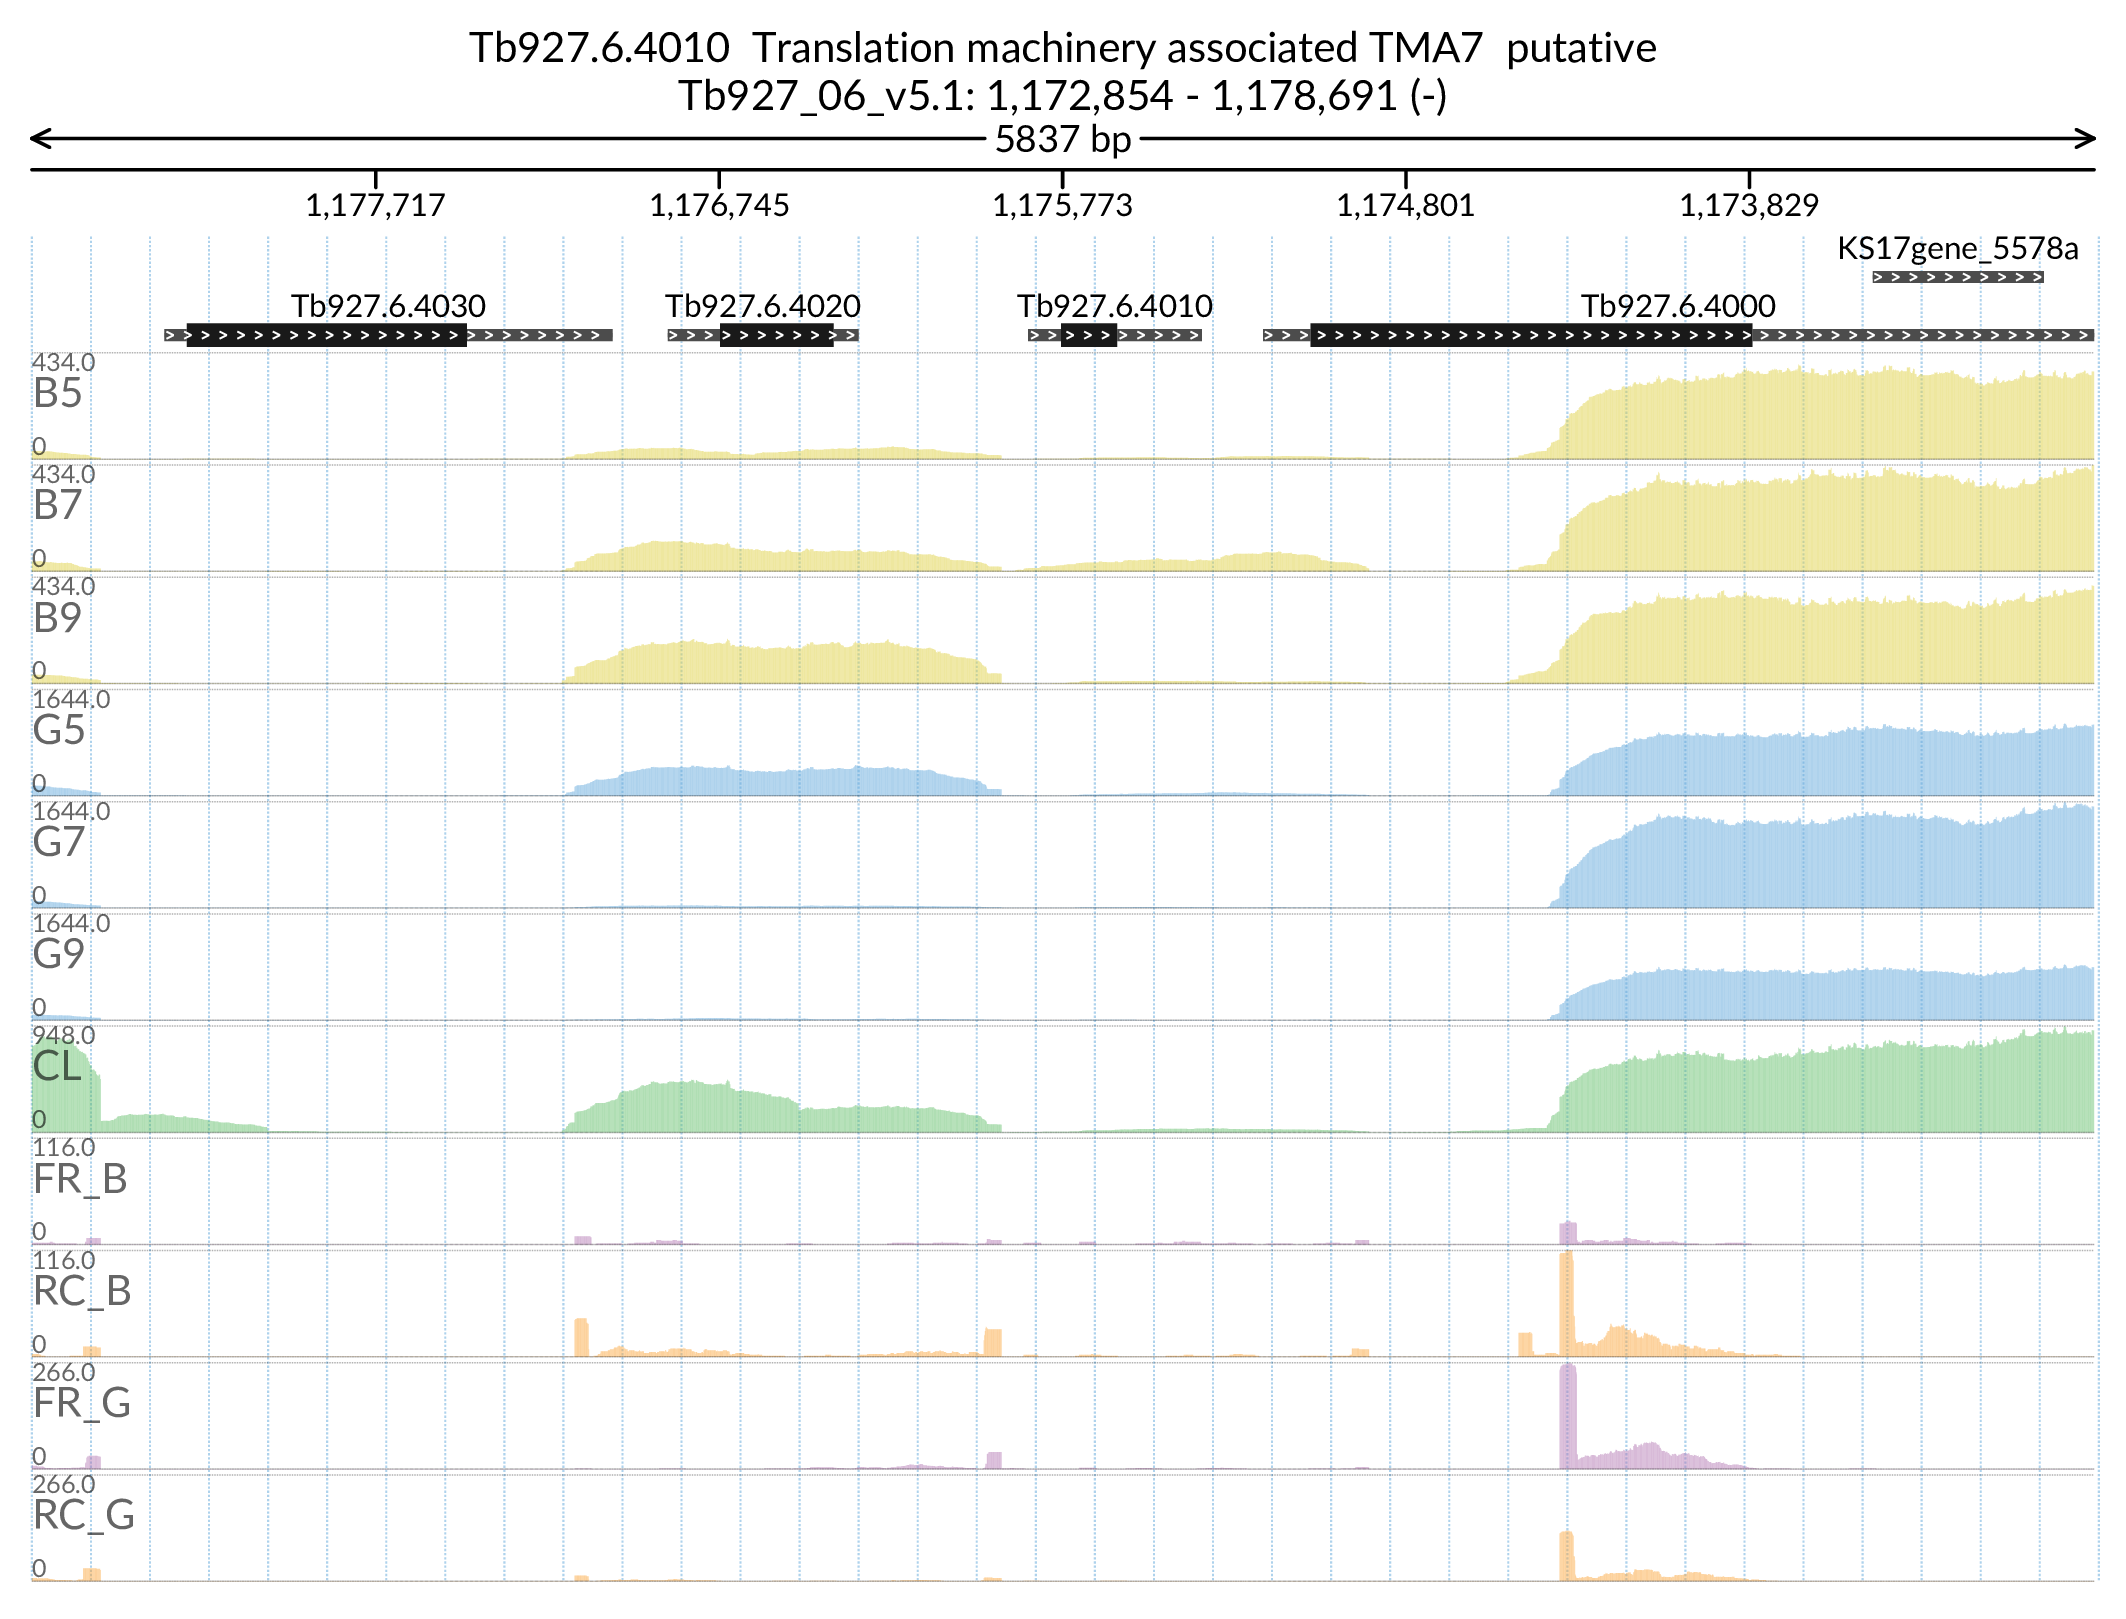 Tb927.6.4010  Translation machinery associated TMA7  putative
Tb927_06_v5.1: 1,172,854 - 1,178,691 (-)
5837 bp
1,177,717 1,176,745 1,175,773 1,174,801 1,173,829
KS17gene_5578a
Tb927.6.4030 Tb927.6.4020 Tb927.6.4010 Tb927.6.4000
434.0
B5
0
434.0
B7
0
434.0
B9
0
1644.0
G5
0
1644.0
G7
0
1644.0
G9
0
948.0
CL
0
116.0
FR_B
0
116.0
RC_B
0
266.0
FR_G
0
266.0
RC_G
0